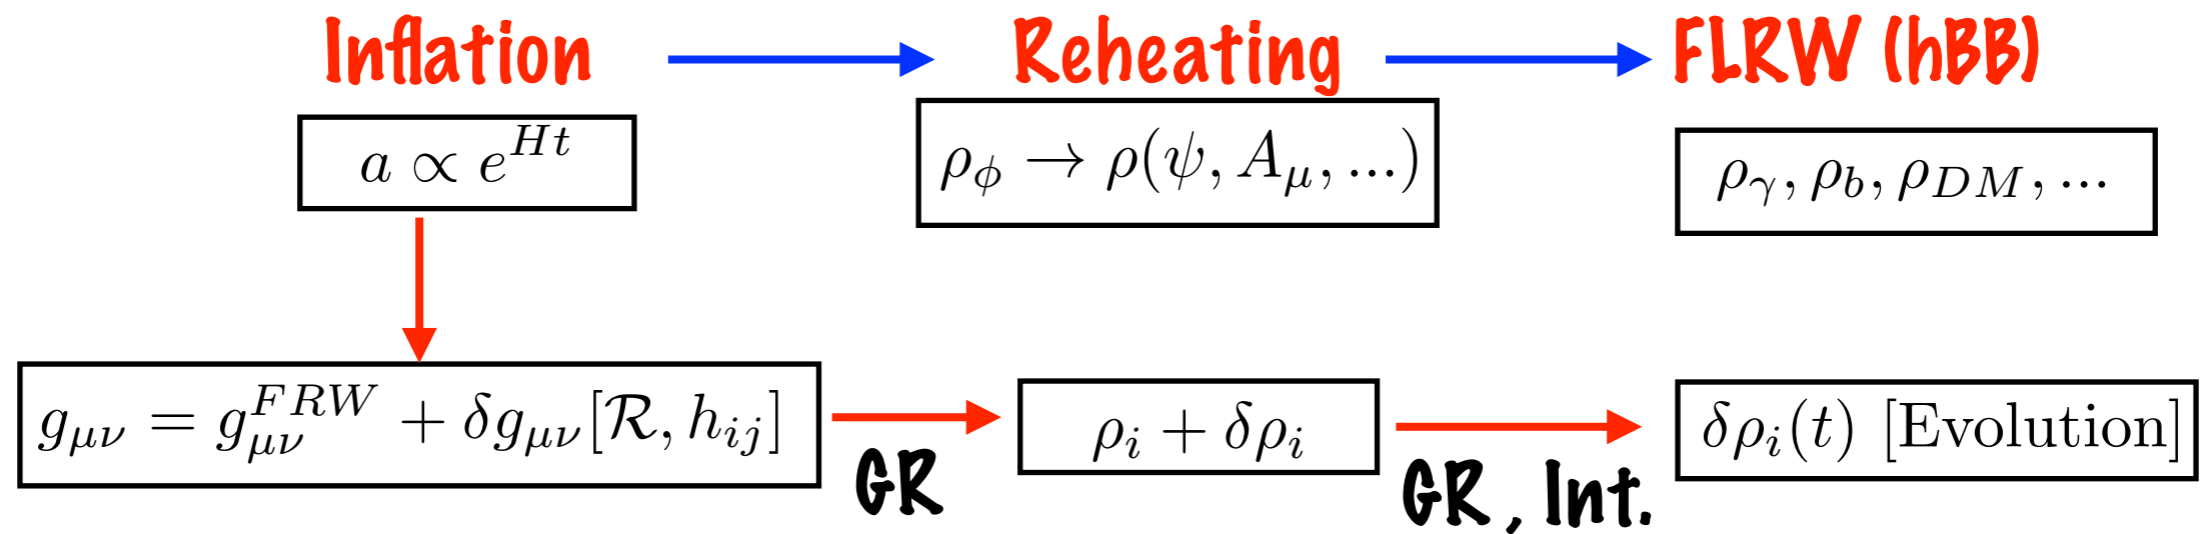 Inflation Reheating FLRW (hBB)
a ∝ e^{Ht} ρ_ϕ → ρ(ψ, A_μ, ...) ρ_γ, ρ_b, ρ_{DM}, ...
g_{μν} = g_{μν}^{FRW} + δg_{μν}[ℛ, h_{ij}] ρ_i + δρ_i δρ_i(t) [Evolution]
GR GR , Int.